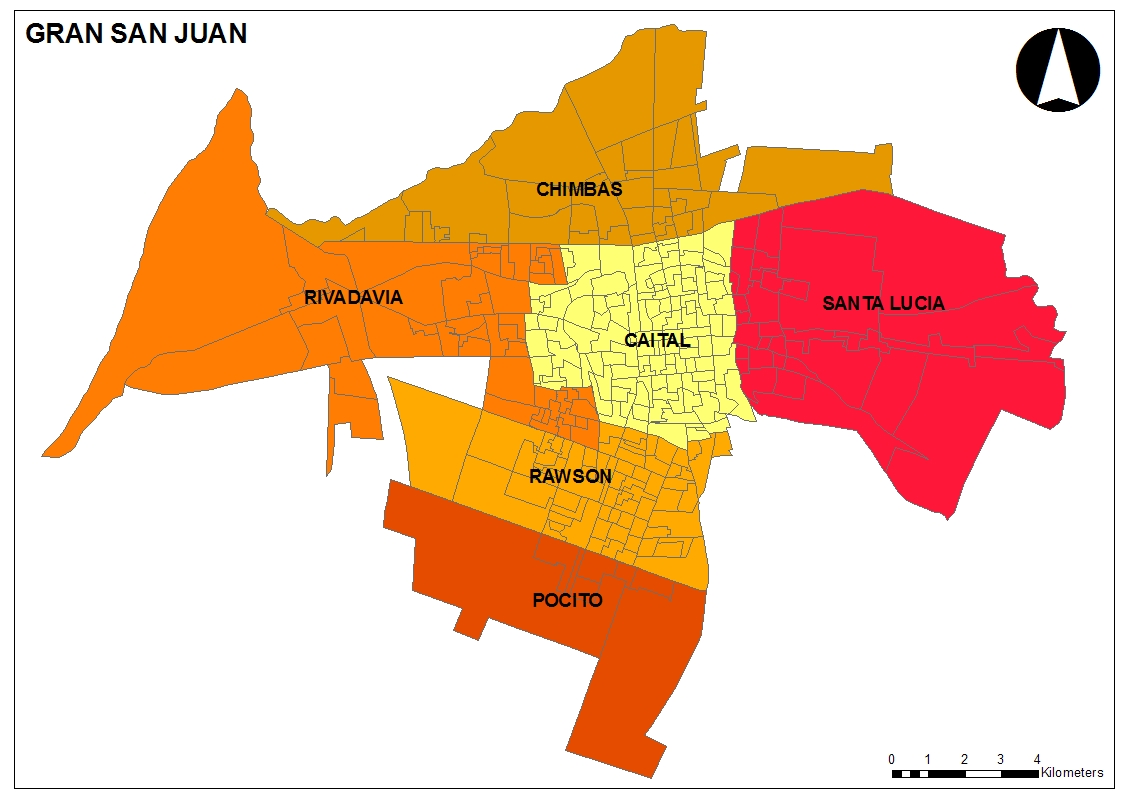 GRAN SAN JUAN
CHIMBAS
RIVADAVIA
SANTA LUCIA
CAITAL
RAWSON
POCITO
0 1 2 3 4
Kilometers